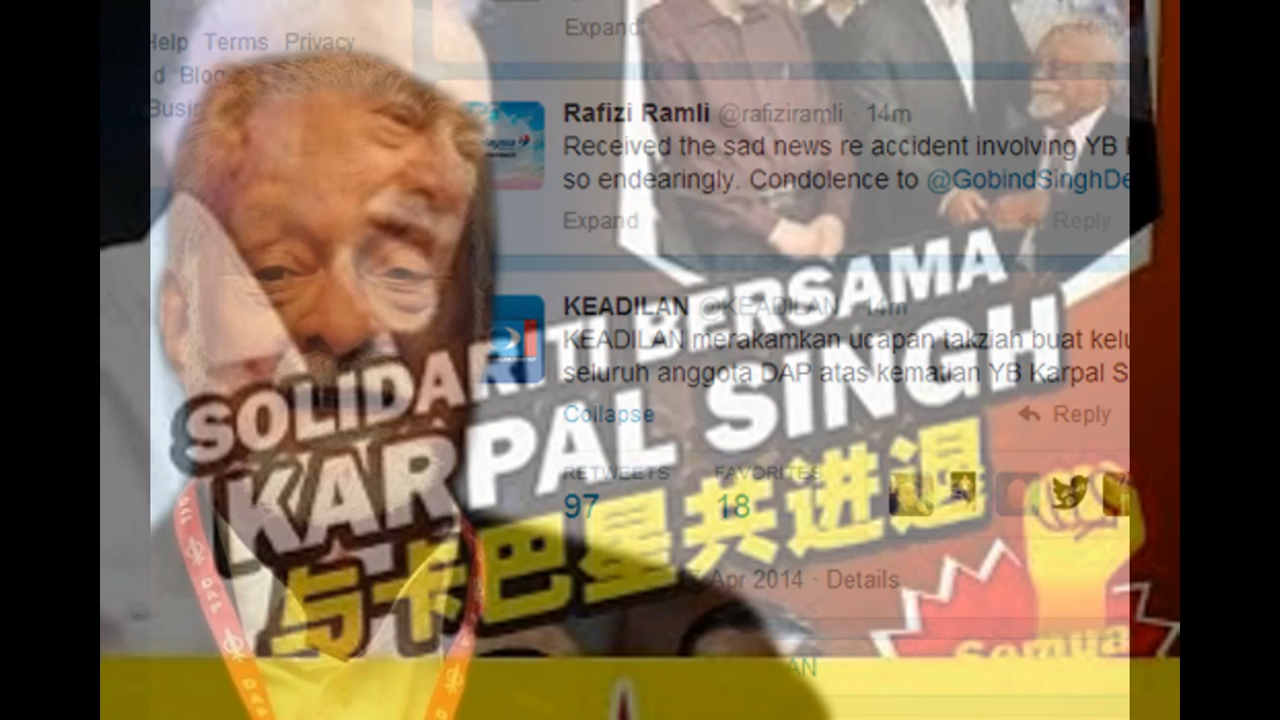 Expand
Help Terms Privacy
d Blog
Busin
Rafizi Ramli @rafiziramli · 14m
Received the sad news re accident involving YB
so endearingly. Condolence to @GobindSinghDe
Expand Reply
KEADILAN @KEADILAN · 14m
KEADILAN merakamkan ucapan takziah buat kelu
seluruh anggota DAP atas kematian YB Karpal S
Collapse Reply
RETWEETS FAVORITES
97 18
Apr 2014 · Details
SOLIDARITI BERSAMA
KARPAL SINGH
与卡巴星共进退
Semua